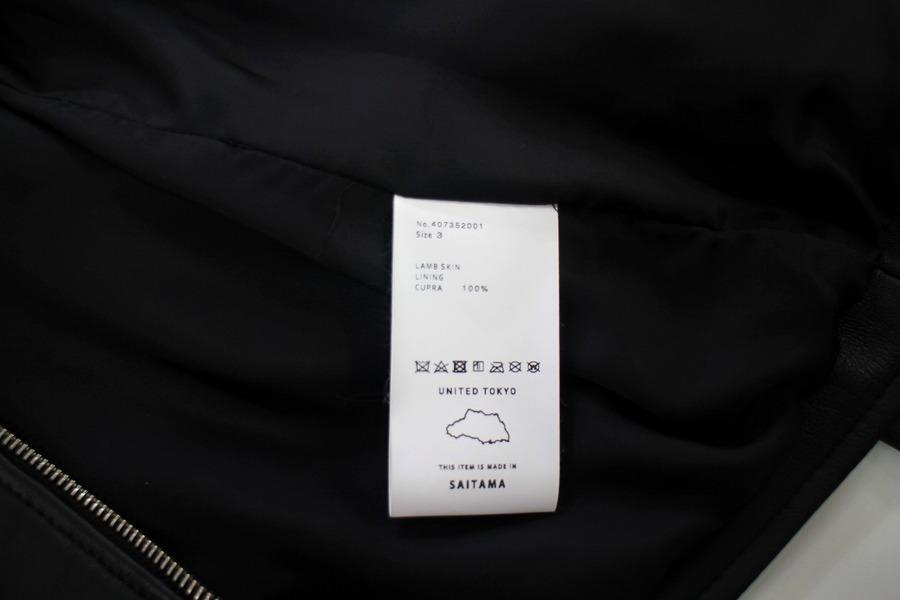 No.407352001
Size 3
LAMB SKIN
LINING
CUPRA 100%
UNITED TOKYO
THIS ITEM IS MADE IN
SAITAMA